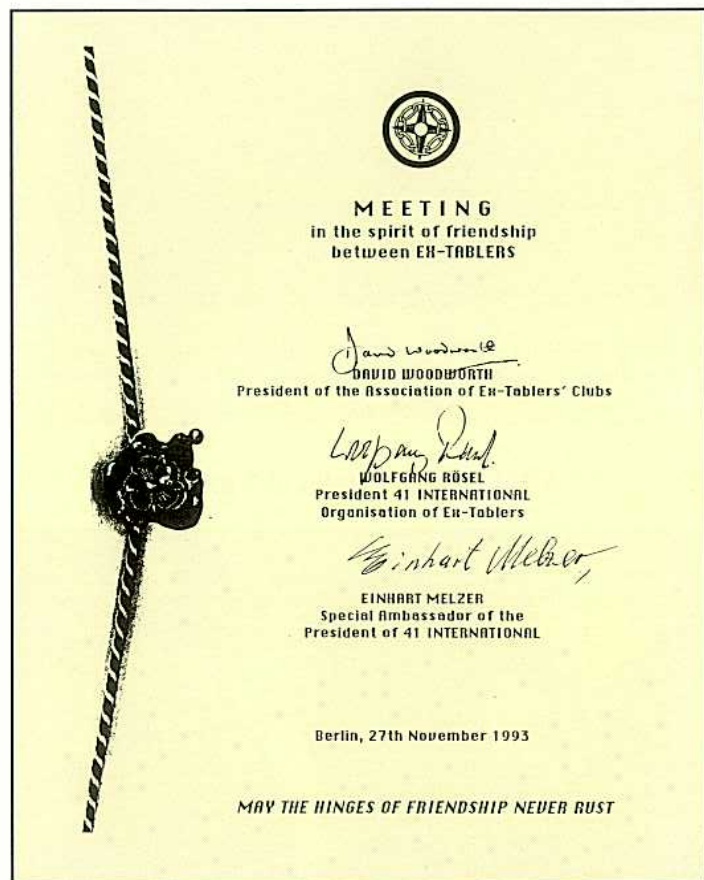 MEETING
in the spirit of friendship
between EX-TABLERS
David Woodworth
DAVID WOODWORTH
President of the Association of Ex-Tablers' Clubs
Wolfgang Rösel
WOLFGANG RÖSEL
President 41 INTERNATIONAL
Organisation of Ex-Tablers
Einhart Melzer,
EINHART MELZER
Special Ambassador of the
President of 41 INTERNATIONAL
Berlin, 27th November 1993
MAY THE HINGES OF FRIENDSHIP NEVER RUST